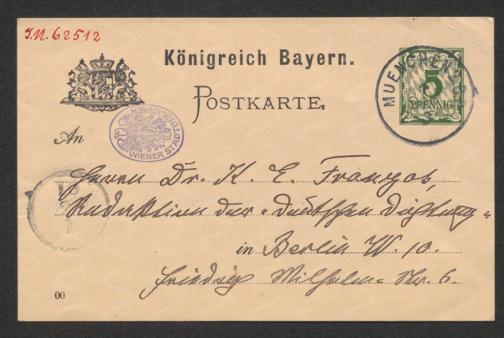 I.N. 62512
Königreich Bayern.
POSTKARTE.
MUENCHEN
5
PFENNIG
WIENER STADT
An
Herrn Dr. K. E. Franzos,
Redaktion der "Deutschen Dichtung"
in Berlin W. 10.
Friedrich Wilhelm-Str. 6.
00